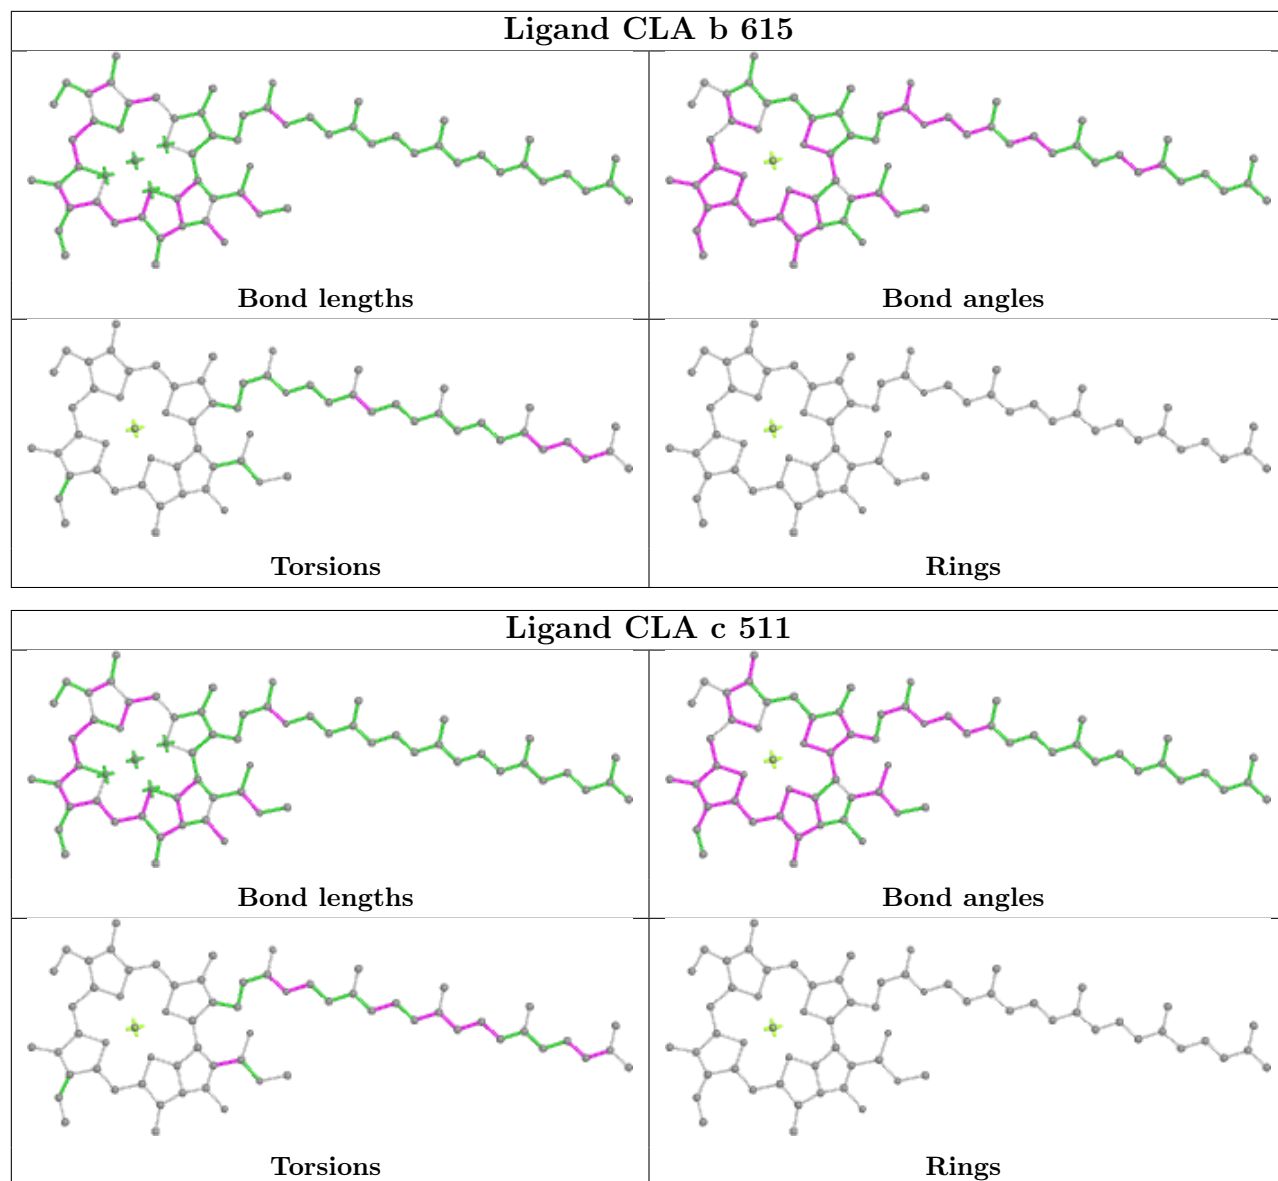 Ligand CLA b 615
Bond lengths
Bond angles
Torsions
Rings
Ligand CLA c 511
Bond lengths
Bond angles
Torsions
Rings